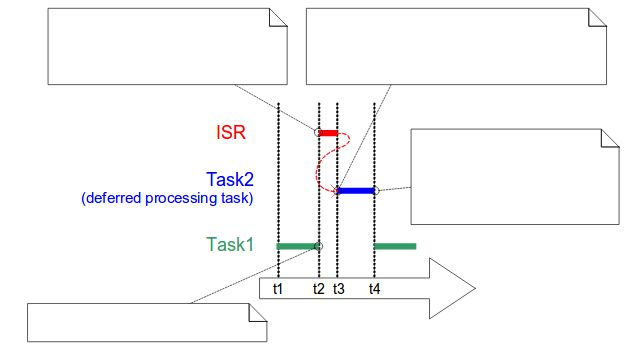 ISR
Task2
(deferred processing task)
Task1
t1 t2 t3 t4